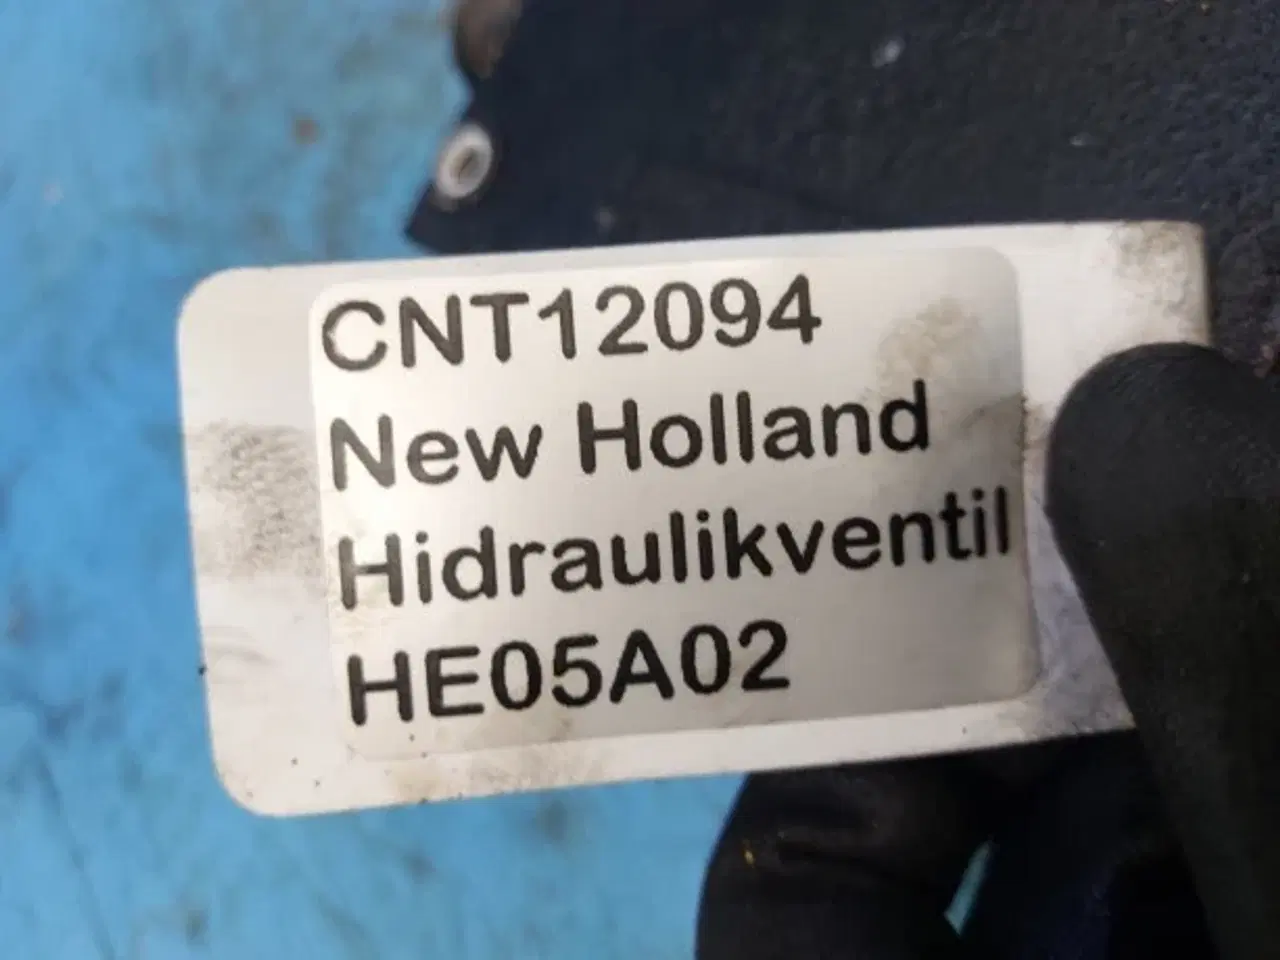 CNT12094
New Holland
Hidraulikventil
HE05A02